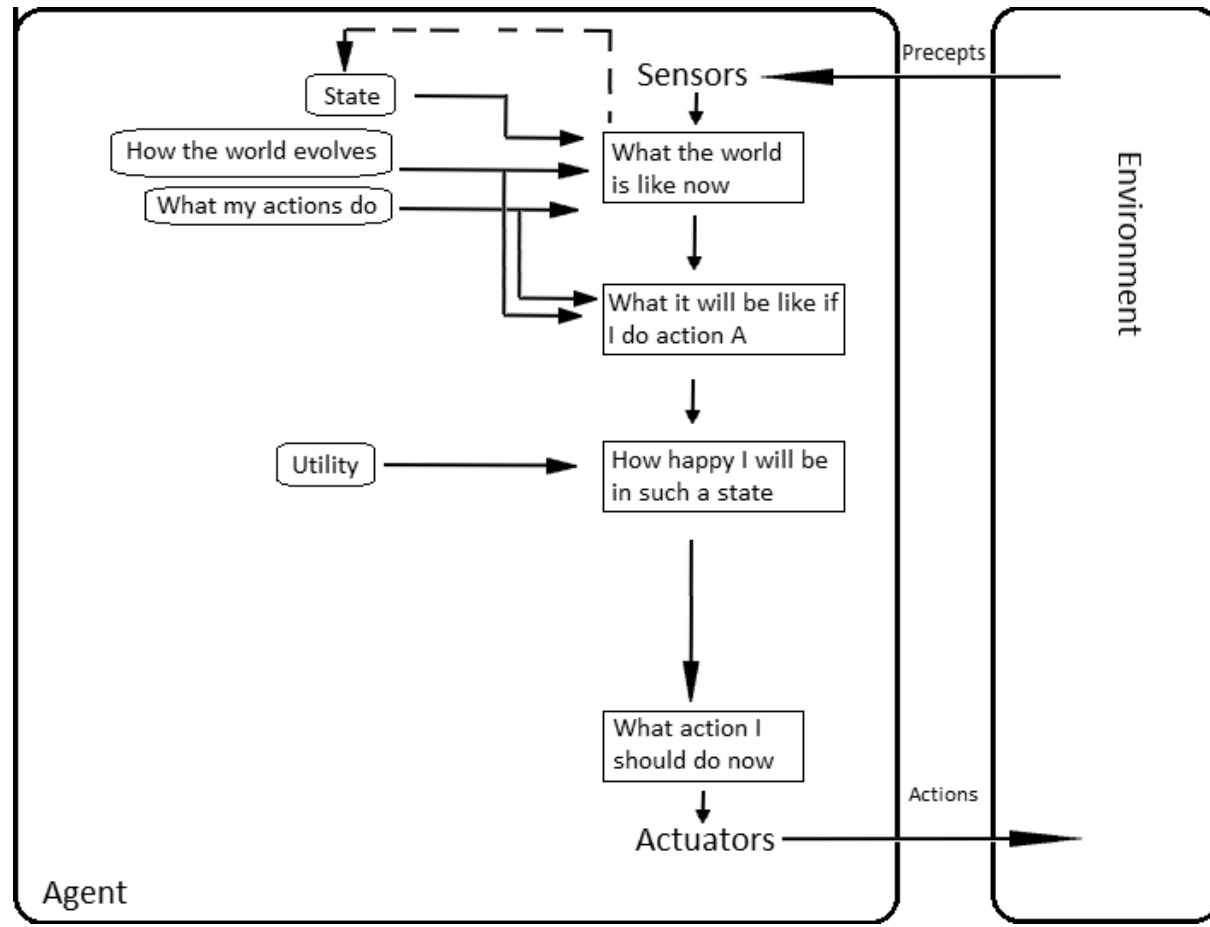 Precepts
Sensors
State
How the world evolves
What the world
is like now
What my actions do
Environment
What it will be like if
I do action A
Utility
How happy I will be
in such a state
What action I
should do now
Actions
Actuators
Agent